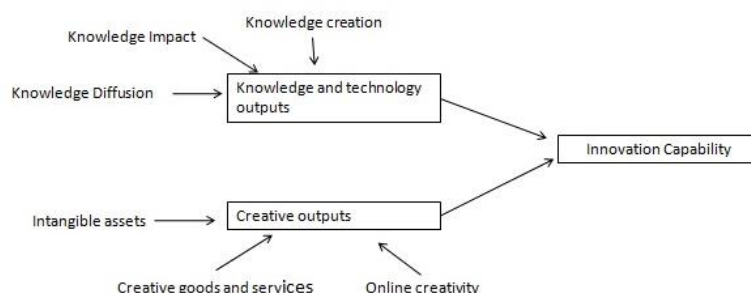 Knowledge creation
Knowledge Impact
Knowledge Diffusion
Knowledge and technology
outputs
Innovation Capability
Intangible assets
Creative outputs
Creative goods and services
Online creativity